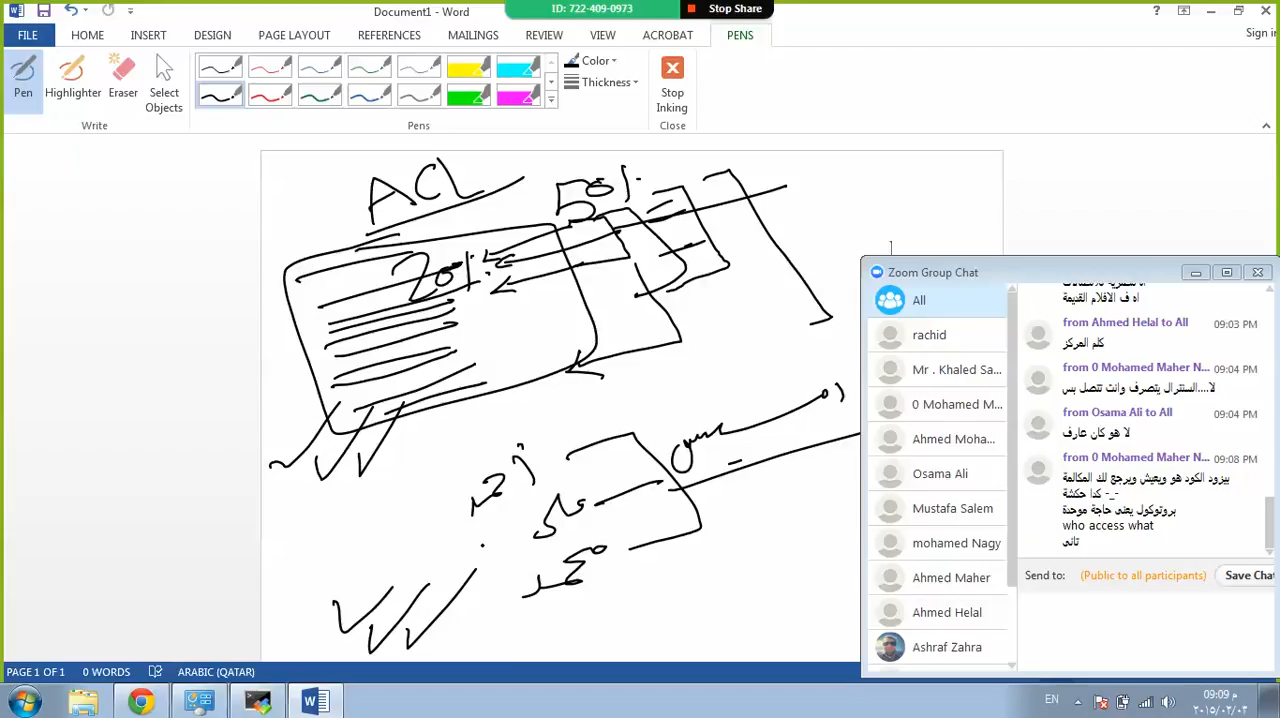 Document1 - Word
ID: 722-409-0973
Stop Share
FILE
HOME
INSERT
DESIGN
PAGE LAYOUT
REFERENCES
MAILINGS
REVIEW
VIEW
ACROBAT
PENS
Sign in
Pen
Highlighter
Eraser
Select Objects
Color
Thickness
Stop Inking
Write
Pens
Close
ACL
50%
20%
Zoom Group Chat
All
rachid
Mr . Khaled Sa...
0 Mohamed M...
Ahmed Moha...
Osama Ali
Mustafa Salem
mohamed Nagy
Ahmed Maher
Ahmed Helal
Ashraf Zahra
اه ف الافلام القديمة
from Ahmed Helal to All
09:03 PM
كلم المركز
from 0 Mohamed Maher N...
09:04 PM
لا....السنترال يتصرف وانت تتصل بس
from Osama Ali to All
09:04 PM
لا هو كان عارف
from 0 Mohamed Maher N...
09:08 PM
بيزود الكود هو ويعيش ويرجع لك المكالمة
كدا حكشة -_-
بروتوكول يعنى حاجة موحدة
who access what
تانى
Send to:
(Public to all participants)
Save Chat
PAGE 1 OF 1
0 WORDS
ARABIC (QATAR)
EN
09:09 م
٢٠١٥/٠٣/٠٣